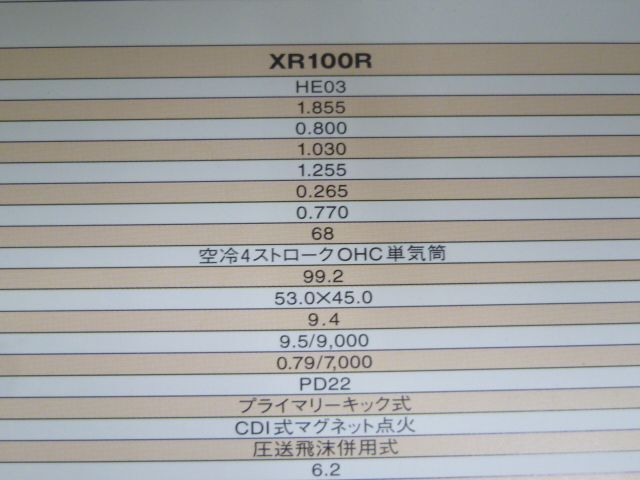 XR100R
HE03
1.855
0.800
1.030
1.255
0.265
0.770
68
空冷4ストロークOHC単気筒
99.2
53.0×45.0
9.4
9.5/9,000
0.79/7,000
PD22
プライマリーキック式
CDI式マグネット点火
圧送飛沫併用式
6.2